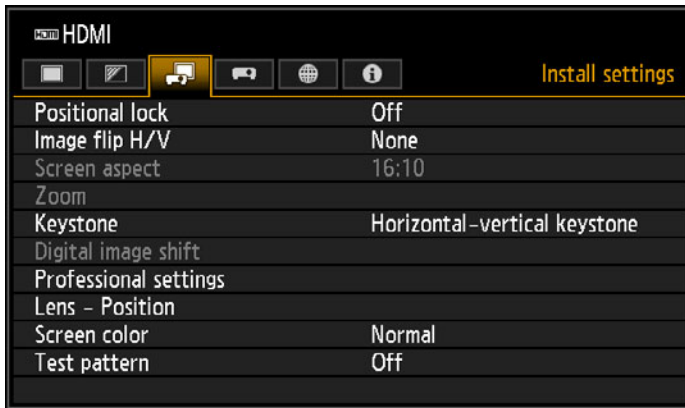 HDMI HDMI
Install settings
Positional lock Off
Image flip H/V None
Screen aspect 16:10
Zoom
Keystone Horizontal-vertical keystone
Digital image shift
Professional settings
Lens - Position
Screen color Normal
Test pattern Off